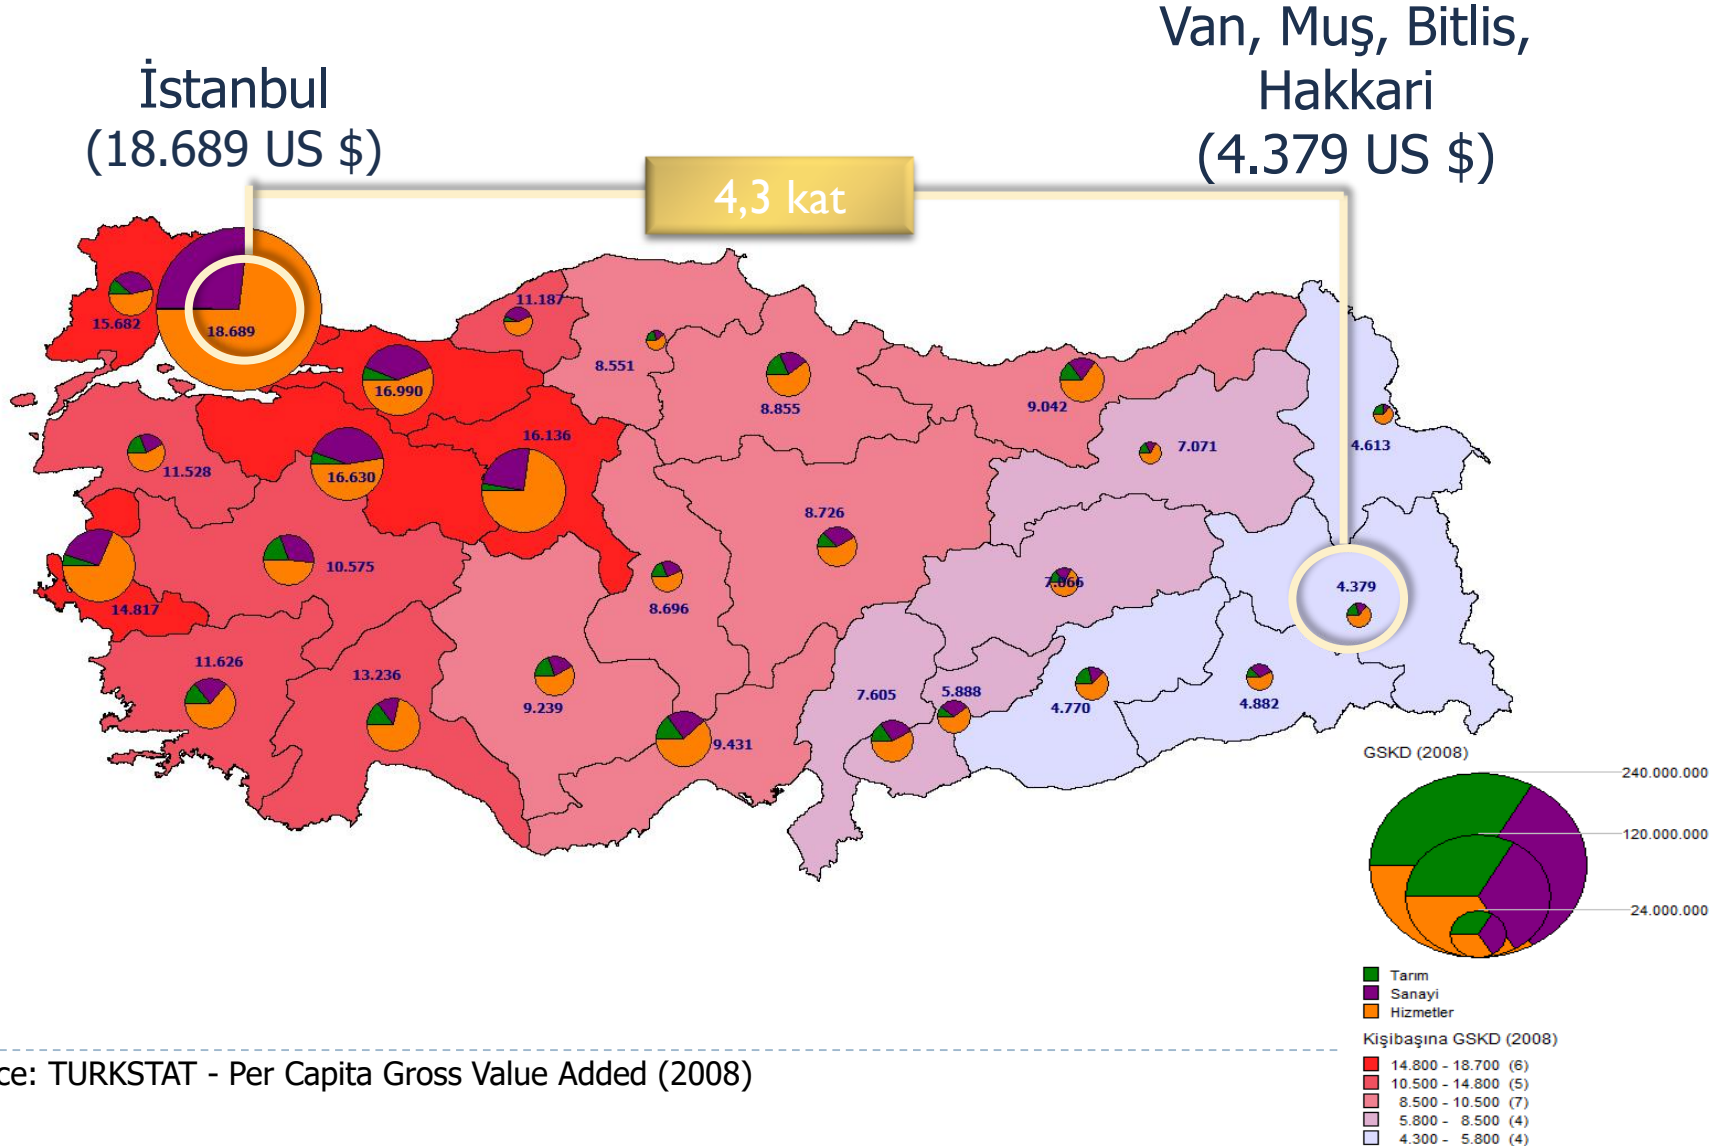 Van, Muş, Bitlis,
Hakkari
(4.379 US $)
İstanbul
(18.689 US $)
4,3 kat
15.682
18.689
11.187
8.551
16.990
8.855
9.042
7.071
4.613
11.528
16.630
16.136
8.726
14.817
10.575
8.696
7.066
4.379
11.626
13.236
9.239
9.431
7.605
5.888
4.770
4.882
GSKD (2008)
240.000.000
120.000.000
24.000.000
Tarım
Sanayi
Hizmetler
Kişibaşına GSKD (2008)
14.800 - 18.700 (6)
10.500 - 14.800 (5)
8.500 - 10.500 (7)
5.800 - 8.500 (4)
4.300 - 5.800 (4)
ce: TURKSTAT - Per Capita Gross Value Added (2008)